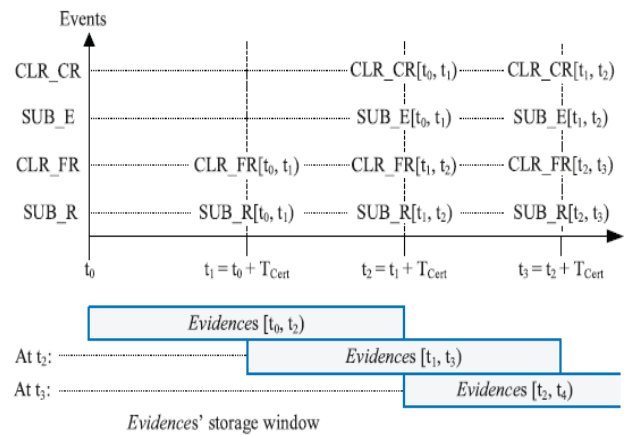 Events
CLR_CR CLR_CR[t₀, t₁) CLR_CR[t₁, t₂)
SUB_E SUB_E[t₀, t₁) SUB_E[t₁, t₂)
CLR_FR CLR_FR[t₀, t₁) CLR_FR[t₁, t₂) CLR_FR[t₂, t₃)
SUB_R SUB_R[t₀, t₁) SUB_R[t₁, t₂) SUB_R[t₂, t₃)
t₀ t₁ = t₀ + T_Cert t₂ = t₁ + T_Cert t₃ = t₂ + T_Cert
Evidences [t₀, t₂)
At t₂: Evidences [t₁, t₃)
At t₃: Evidences [t₂, t₄)
Evidences' storage window